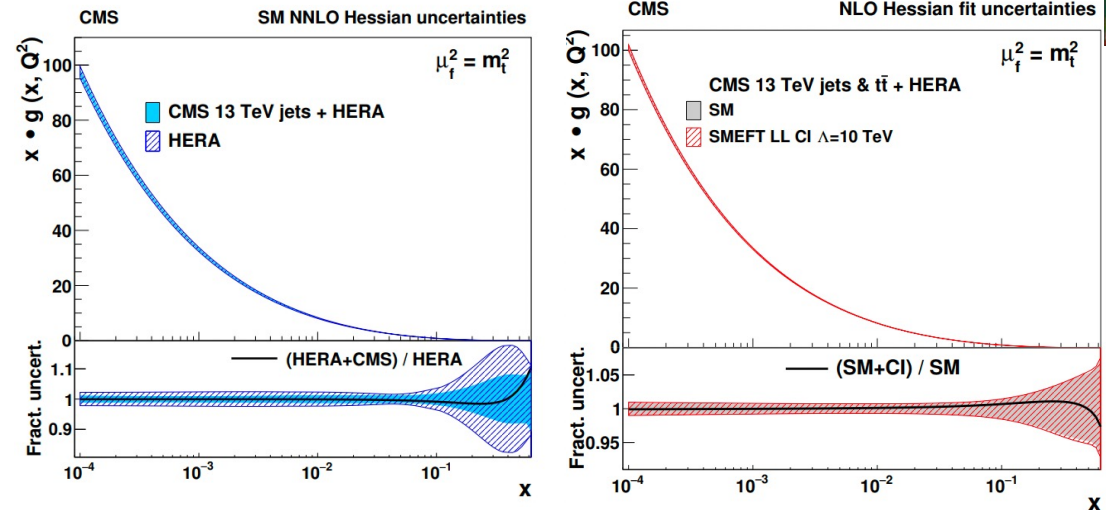 CMS SM NNLO Hessian uncertainties
x • g (x, Q²)
μ_f² = m_t²
100
80
60
40
20
0
CMS 13 TeV jets + HERA
HERA
Fract. uncert.
1.1
1
0.9
(HERA+CMS) / HERA
10⁻⁴ 10⁻³ 10⁻² 10⁻¹
x
CMS NLO Hessian fit uncertainties
x • g (x, Q²)
μ_f² = m_t²
100
80
60
40
20
0
CMS 13 TeV jets & tt̄ + HERA
SM
SMEFT LL CI Λ=10 TeV
Fract. uncert.
1.05
1
0.95
(SM+CI) / SM
10⁻⁴ 10⁻³ 10⁻² 10⁻¹
x